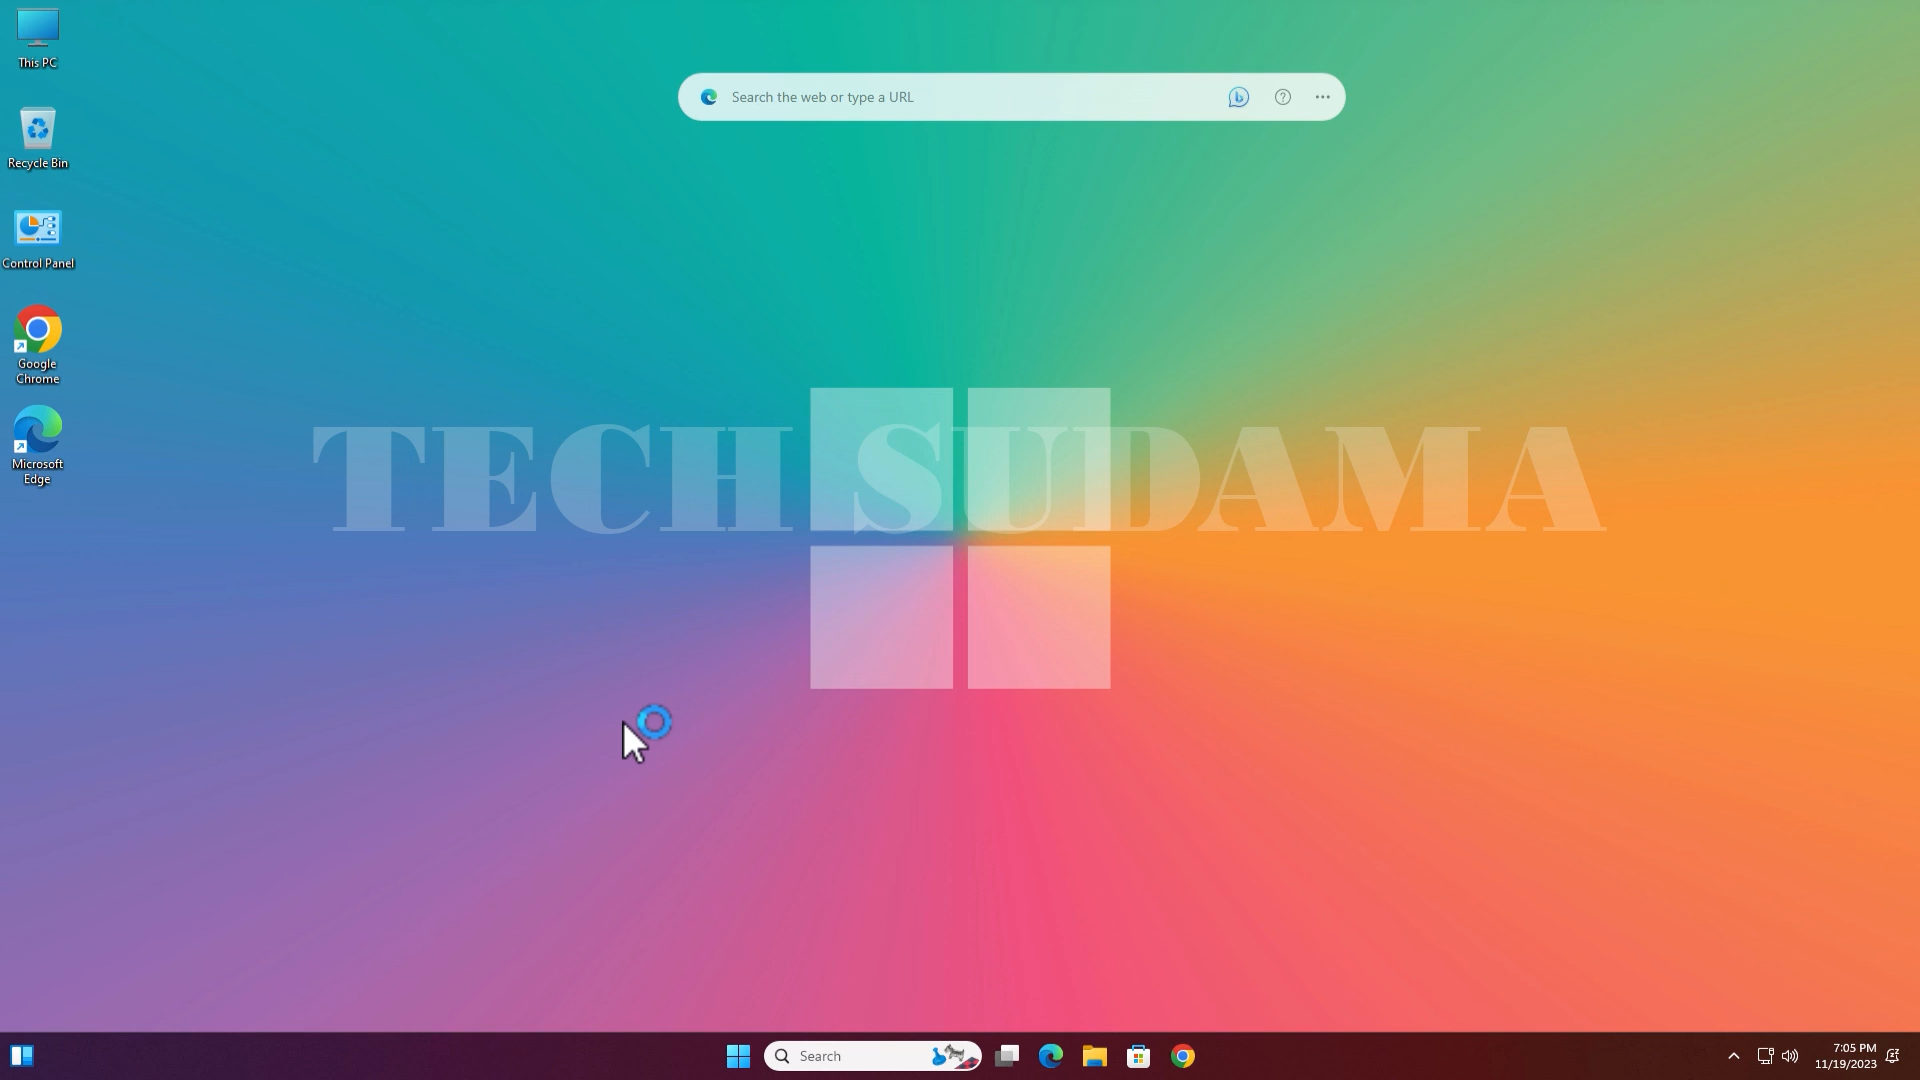 This PC
Search the web or type a URL
Recycle Bin
Control Panel
Google
Chrome
TECH SUDAMA
Microsoft
Edge
Search
7:05 PM
11/19/2023